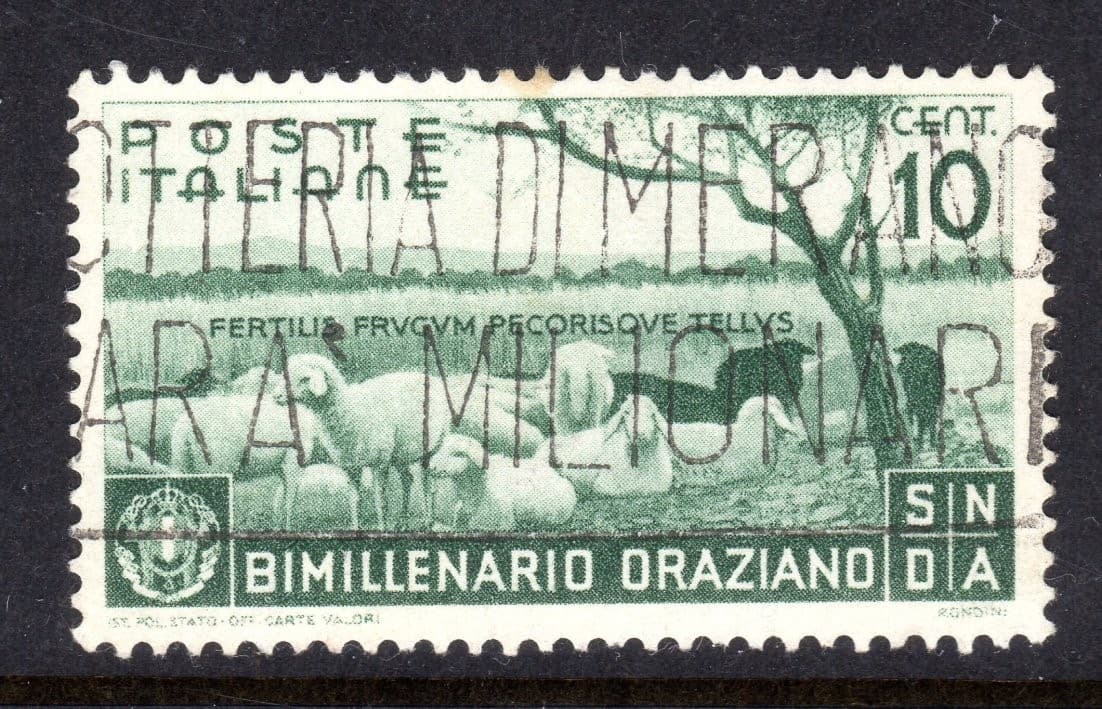 POSTE
ITALIANE
CENT.
10
OTTERIA DI MERANO
FERTILIS FRVGVM PECORISQVE TELLVS
ARA' MILIONARI
S N
D A
BIMILLENARIO ORAZIANO
IST. POL. STATO · OFF. CARTE VALORI
RONDINI